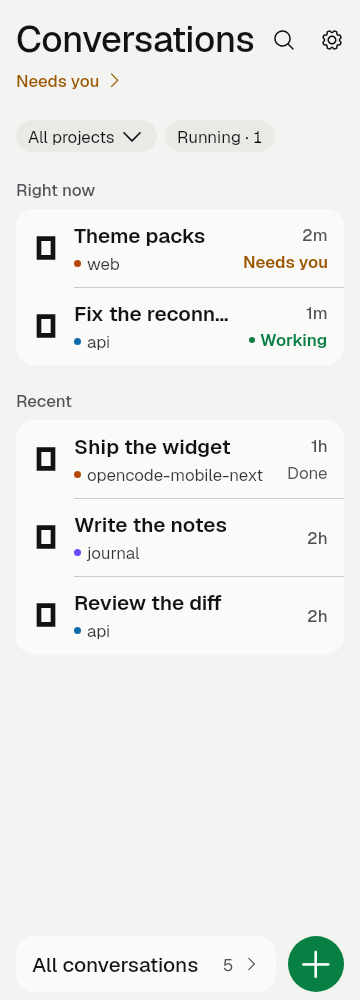 Conversations
Needs you
All projects
Running · 1
Right now
Theme packs 2m
web Needs you
Fix the reconn… 1m
api Working
Recent
Ship the widget 1h
opencode-mobile-next Done
Write the notes 2h
journal
Review the diff 2h
api
All conversations 5